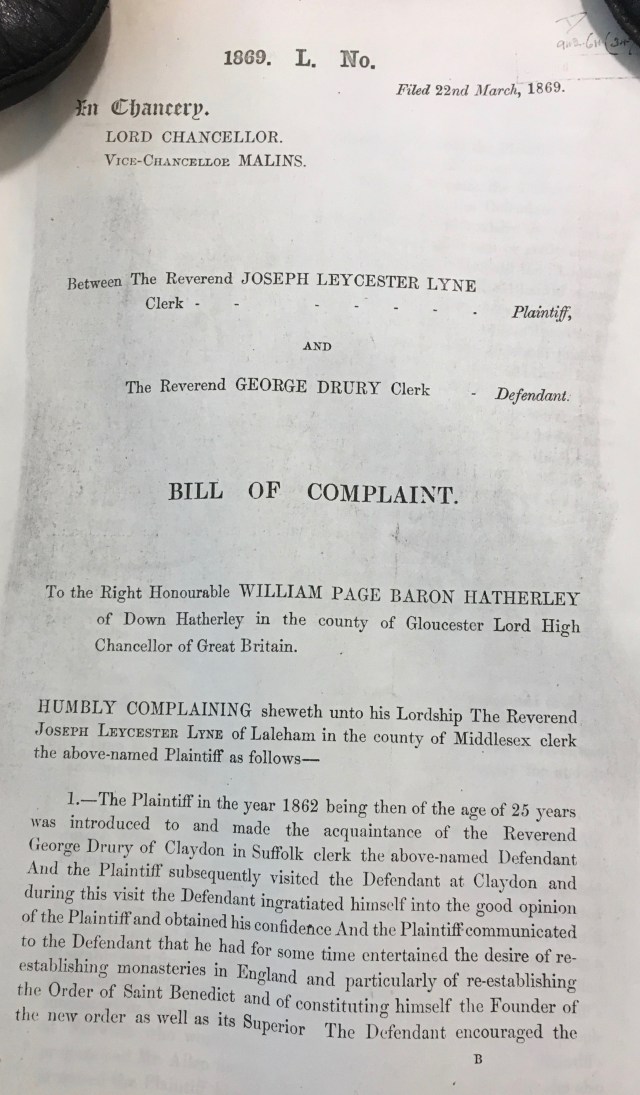 1869. L. No.
Filed 22nd March, 1869.
In Chancery.
LORD CHANCELLOR.
VICE-CHANCELLOR MALINS.
Between The Reverend JOSEPH LEYCESTER LYNE
Clerk - - - - - - - Plaintiff,
AND
The Reverend GEORGE DRURY Clerk - Defendant.
BILL OF COMPLAINT.
To the Right Honourable WILLIAM PAGE BARON HATHERLEY
of Down Hatherley in the county of Gloucester Lord High
Chancellor of Great Britain.
HUMBLY COMPLAINING sheweth unto his Lordship The Reverend
JOSEPH LEYCESTER LYNE of Laleham in the county of Middlesex clerk
the above-named Plaintiff as follows—
1.—The Plaintiff in the year 1862 being then of the age of 25 years
was introduced to and made the acquaintance of the Reverend
George Drury of Claydon in Suffolk clerk the above-named Defendant
And the Plaintiff subsequently visited the Defendant at Claydon and
during this visit the Defendant ingratiated himself into the good opinion
of the Plaintiff and obtained his confidence And the Plaintiff communicated
to the Defendant that he had for some time entertained the desire of re-
establishing monasteries in England and particularly of re-establishing
the Order of Saint Benedict and of constituting himself the Founder of
the new order as well as its Superior The Defendant encouraged the
B